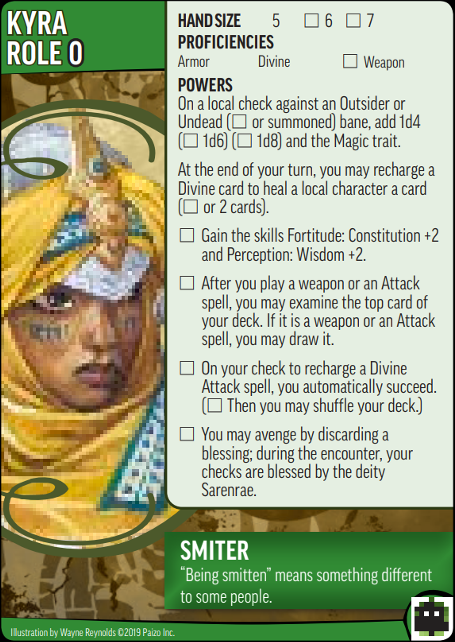 KYRA
ROLE 0
HAND SIZE 5 ☐ 6 ☐ 7
PROFICIENCIES
Armor Divine ☐ Weapon
POWERS
On a local check against an Outsider or
Undead (☐ or summoned) bane, add 1d4
(☐ 1d6) (☐ 1d8) and the Magic trait.
At the end of your turn, you may recharge a
Divine card to heal a local character a card
(☐ or 2 cards).
☐ Gain the skills Fortitude: Constitution +2
and Perception: Wisdom +2.
☐ After you play a weapon or an Attack
spell, you may examine the top card of
your deck. If it is a weapon or an Attack
spell, you may draw it.
☐ On your check to recharge a Divine
Attack spell, you automatically succeed.
(☐ Then you may shuffle your deck.)
☐ You may avenge by discarding a
blessing; during the encounter, your
checks are blessed by the deity
Sarenrae.
SMITER
"Being smitten" means something different
to some people.
Illustration by Wayne Reynolds ©2019 Paizo Inc.